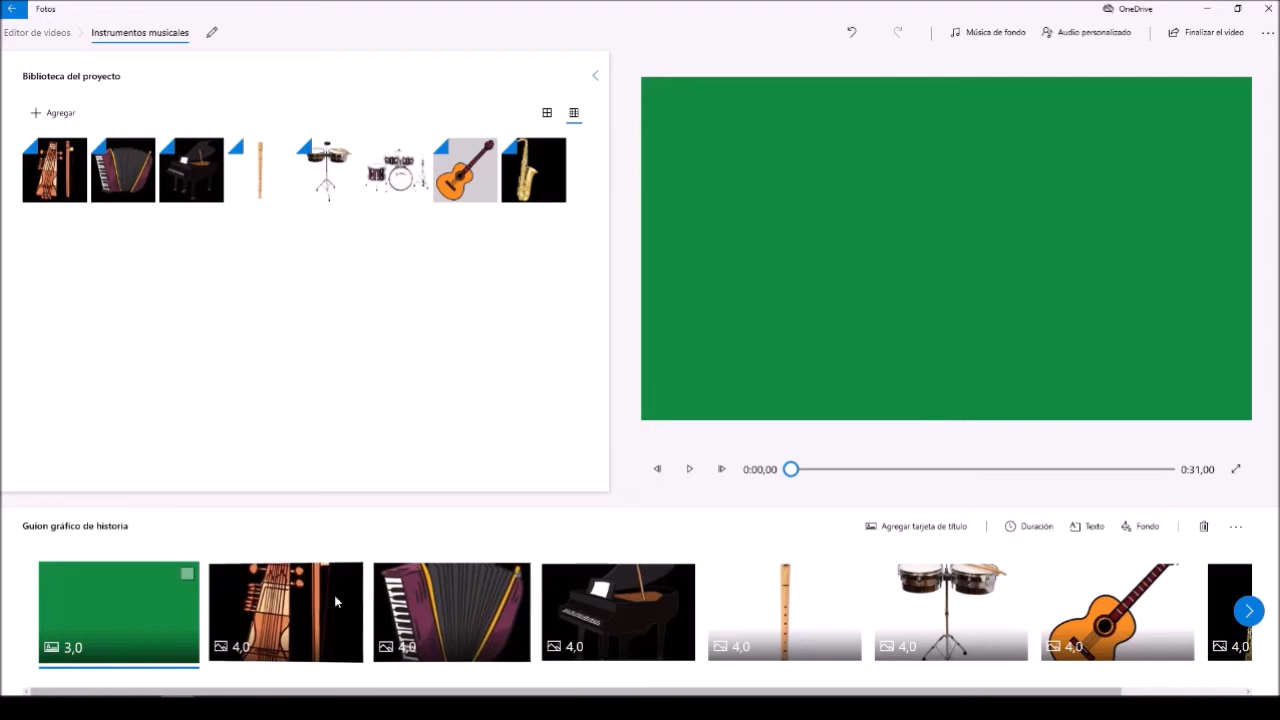 Fotos
OneDrive
Editor de videos
Instrumentos musicales
Música de fondo
Audio personalizado
Finalizar el video
Biblioteca del proyecto
Agregar
0:00,00
0:31,00
Guion gráfico de historia
Agregar tarjeta de título
Duración
Texto
Fondo
3,0
4,0
4,0
4,0
4,0
4,0
4,0
4,0